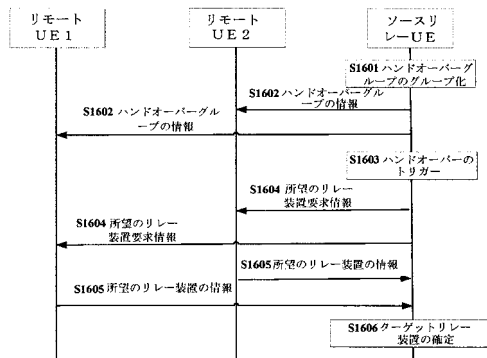 リモート
UE1
リモート
UE2
ソースリ
レーUE
S1601 ハンドオーバーグ
ループのグループ化
S1602 ハンドオーバーグル
ープの情報
S1602 ハンドオーバーグル
ープの情報
S1603 ハンドオーバーの
トリガー
S1604 所望のリレー
装置要求情報
S1604 所望のリレー
装置要求情報
S1605 所望のリレー装置の情報
S1605 所望のリレー装置の情報
S1606 ターゲットリレー
装置の確定